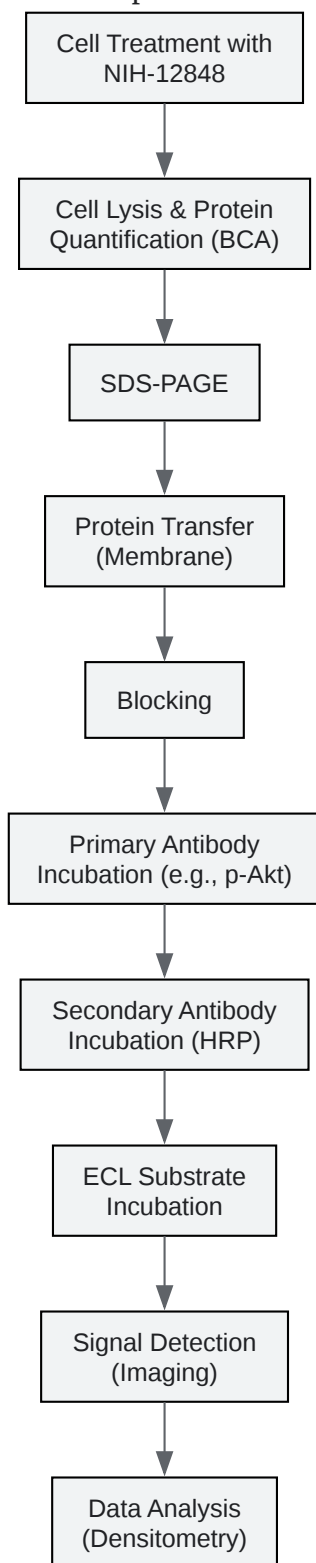 Cell Treatment with
NIH-12848
Cell Lysis & Protein
Quantification (BCA)
SDS-PAGE
Protein Transfer
(Membrane)
Blocking
Primary Antibody
Incubation (e.g., p-Akt)
Secondary Antibody
Incubation (HRP)
ECL Substrate
Incubation
Signal Detection
(Imaging)
Data Analysis
(Densitometry)